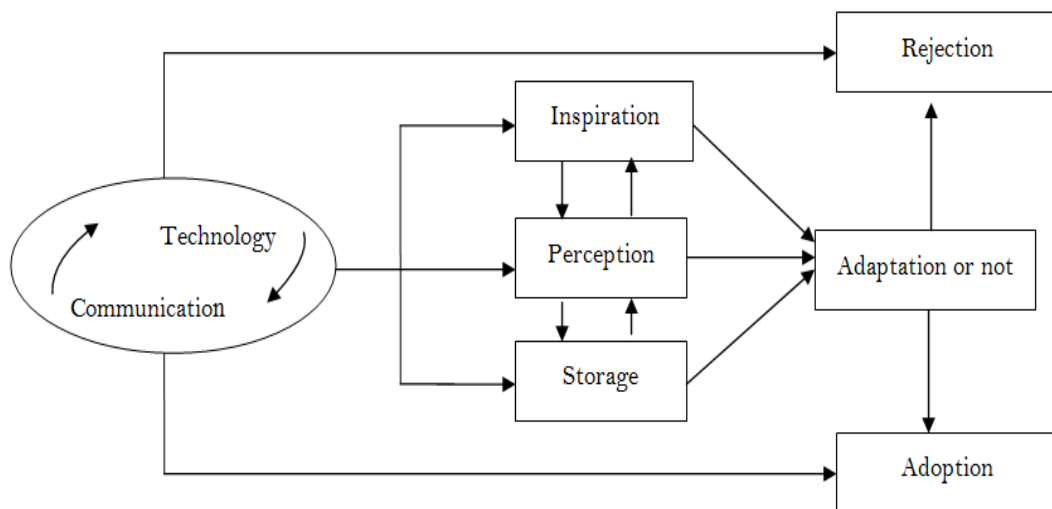 Rejection
Inspiration
Technology
Perception
Adaptation or not
Communication
Storage
Adoption